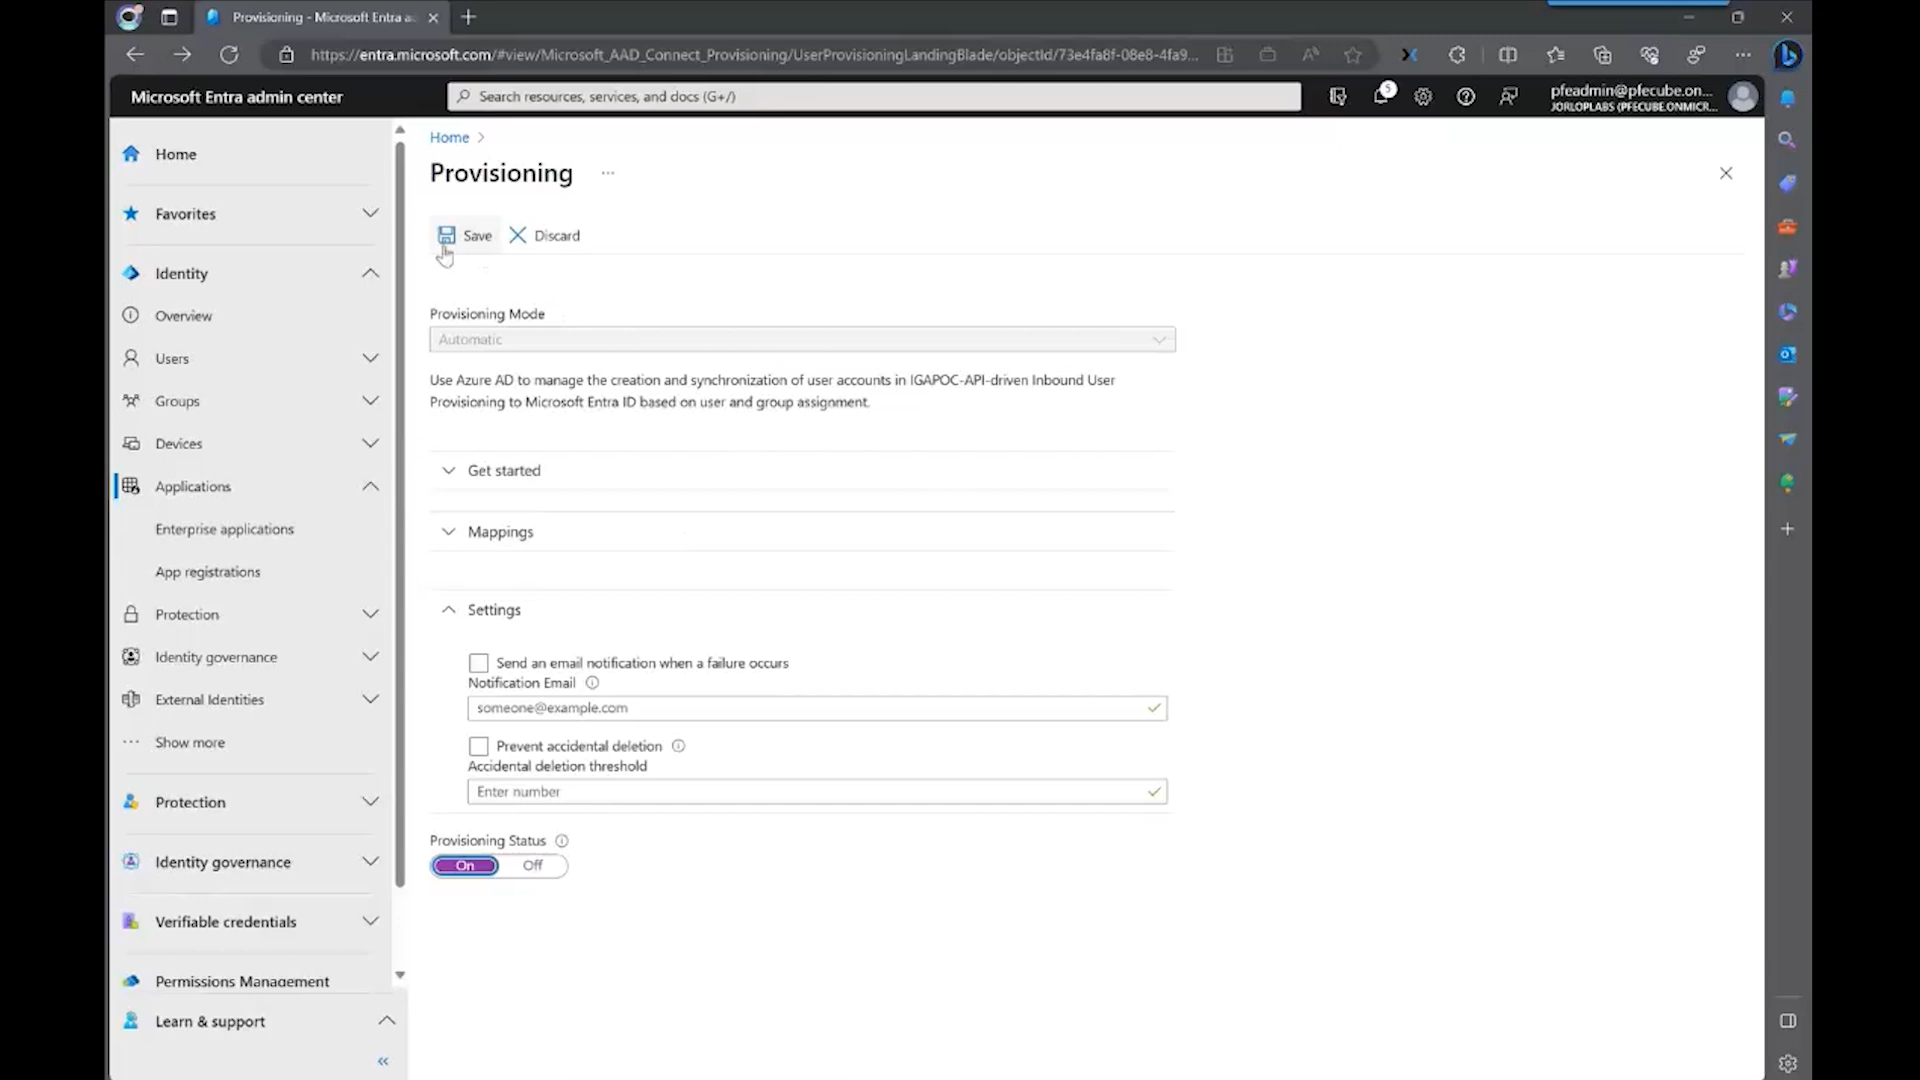 Provisioning - Microsoft Entra a
https://entra.microsoft.com/#view/Microsoft_AAD_Connect_Provisioning/UserProvisioningLandingBlade/objectId/73e4fa8f-08e8-4fa9...
Microsoft Entra admin center
Search resources, services, and docs (G+/)
5
pfeadmin@pfecube.on...
JORLOPLABS (PFECUBE.ONMICR...
Home
Favorites
Identity
Overview
Users
Groups
Devices
Applications
Enterprise applications
App registrations
Protection
Identity governance
External Identities
Show more
Protection
Identity governance
Verifiable credentials
Permissions Management
Learn & support
Home
Provisioning
Save
Discard
Provisioning Mode
Automatic
Use Azure AD to manage the creation and synchronization of user accounts in IGAPOC-API-driven Inbound User
Provisioning to Microsoft Entra ID based on user and group assignment.
Get started
Mappings
Settings
Send an email notification when a failure occurs
Notification Email
someone@example.com
Prevent accidental deletion
Accidental deletion threshold
Enter number
Provisioning Status
On
Off